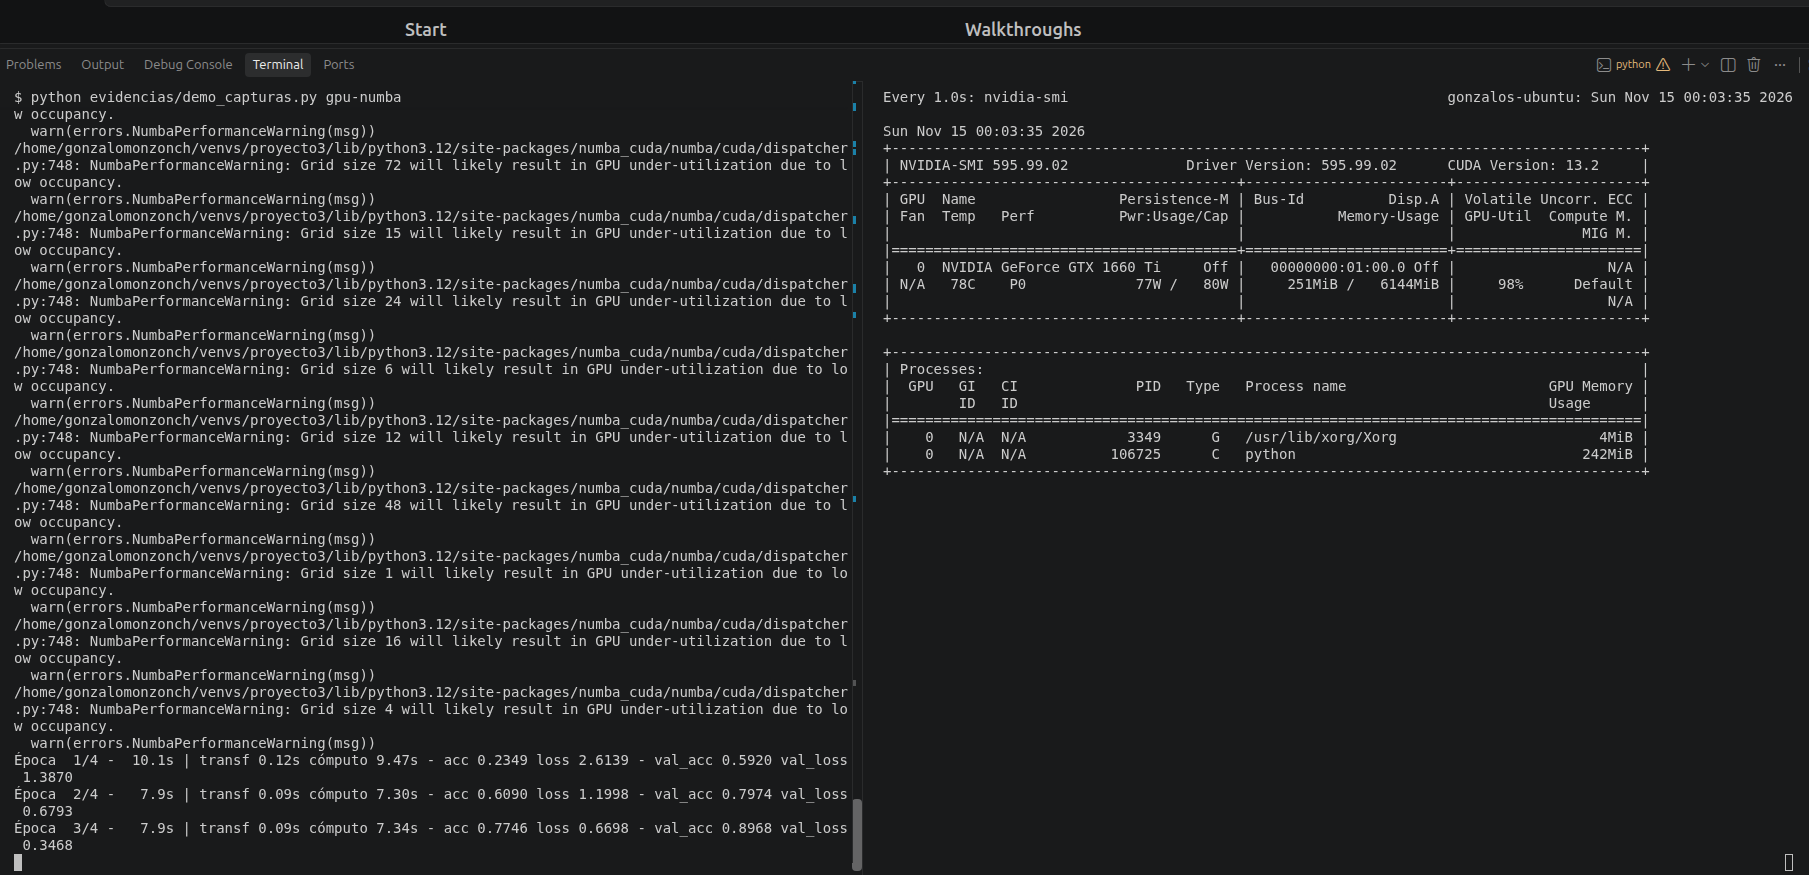 Start
Walkthroughs
Problems Output Debug Console Terminal Ports
python
$ python evidencias/demo_capturas.py gpu-numba
w occupancy.
  warn(errors.NumbaPerformanceWarning(msg))
/home/gonzalomonzonch/venvs/proyecto3/lib/python3.12/site-packages/numba_cuda/numba/cuda/dispatcher
.py:748: NumbaPerformanceWarning: Grid size 72 will likely result in GPU under-utilization due to l
ow occupancy.
  warn(errors.NumbaPerformanceWarning(msg))
/home/gonzalomonzonch/venvs/proyecto3/lib/python3.12/site-packages/numba_cuda/numba/cuda/dispatcher
.py:748: NumbaPerformanceWarning: Grid size 15 will likely result in GPU under-utilization due to l
ow occupancy.
  warn(errors.NumbaPerformanceWarning(msg))
/home/gonzalomonzonch/venvs/proyecto3/lib/python3.12/site-packages/numba_cuda/numba/cuda/dispatcher
.py:748: NumbaPerformanceWarning: Grid size 24 will likely result in GPU under-utilization due to l
ow occupancy.
  warn(errors.NumbaPerformanceWarning(msg))
/home/gonzalomonzonch/venvs/proyecto3/lib/python3.12/site-packages/numba_cuda/numba/cuda/dispatcher
.py:748: NumbaPerformanceWarning: Grid size 6 will likely result in GPU under-utilization due to lo
w occupancy.
  warn(errors.NumbaPerformanceWarning(msg))
/home/gonzalomonzonch/venvs/proyecto3/lib/python3.12/site-packages/numba_cuda/numba/cuda/dispatcher
.py:748: NumbaPerformanceWarning: Grid size 12 will likely result in GPU under-utilization due to l
ow occupancy.
  warn(errors.NumbaPerformanceWarning(msg))
/home/gonzalomonzonch/venvs/proyecto3/lib/python3.12/site-packages/numba_cuda/numba/cuda/dispatcher
.py:748: NumbaPerformanceWarning: Grid size 48 will likely result in GPU under-utilization due to l
ow occupancy.
  warn(errors.NumbaPerformanceWarning(msg))
/home/gonzalomonzonch/venvs/proyecto3/lib/python3.12/site-packages/numba_cuda/numba/cuda/dispatcher
.py:748: NumbaPerformanceWarning: Grid size 1 will likely result in GPU under-utilization due to lo
w occupancy.
  warn(errors.NumbaPerformanceWarning(msg))
/home/gonzalomonzonch/venvs/proyecto3/lib/python3.12/site-packages/numba_cuda/numba/cuda/dispatcher
.py:748: NumbaPerformanceWarning: Grid size 16 will likely result in GPU under-utilization due to l
ow occupancy.
  warn(errors.NumbaPerformanceWarning(msg))
/home/gonzalomonzonch/venvs/proyecto3/lib/python3.12/site-packages/numba_cuda/numba/cuda/dispatcher
.py:748: NumbaPerformanceWarning: Grid size 4 will likely result in GPU under-utilization due to lo
w occupancy.
  warn(errors.NumbaPerformanceWarning(msg))
Época  1/4 -  10.1s | transf 0.12s cómputo 9.47s - acc 0.2349 loss 2.6139 - val_acc 0.5920 val_loss
 1.3870
Época  2/4 -   7.9s | transf 0.09s cómputo 7.30s - acc 0.6090 loss 1.1998 - val_acc 0.7974 val_loss
 0.6793
Época  3/4 -   7.9s | transf 0.09s cómputo 7.34s - acc 0.7746 loss 0.6698 - val_acc 0.8968 val_loss
 0.3468
Every 1.0s: nvidia-smi gonzalos-ubuntu: Sun Nov 15 00:03:35 2026
Sun Nov 15 00:03:35 2026
+-----------------------------------------------------------------------------------------+
| NVIDIA-SMI 595.99.02              Driver Version: 595.99.02      CUDA Version: 13.2     |
+-----------------------------------------+------------------------+----------------------+
| GPU  Name                 Persistence-M | Bus-Id          Disp.A | Volatile Uncorr. ECC |
| Fan  Temp   Perf          Pwr:Usage/Cap |           Memory-Usage | GPU-Util  Compute M. |
|                                         |                        |               MIG M. |
|=========================================+========================+======================|
|   0  NVIDIA GeForce GTX 1660 Ti     Off |   00000000:01:00.0 Off |                  N/A |
| N/A   78C    P0              77W /   80W |     251MiB /   6144MiB |     98%      Default |
|                                         |                        |                  N/A |
+-----------------------------------------+------------------------+----------------------+
+-----------------------------------------------------------------------------------------+
| Processes:                                                                              |
|  GPU   GI   CI              PID   Type   Process name                        GPU Memory |
|        ID   ID                                                               Usage      |
|=========================================================================================|
|    0   N/A  N/A            3349      G   /usr/lib/xorg/Xorg                        4MiB |
|    0   N/A  N/A          106725      C   python                                  242MiB |
+-----------------------------------------------------------------------------------------+